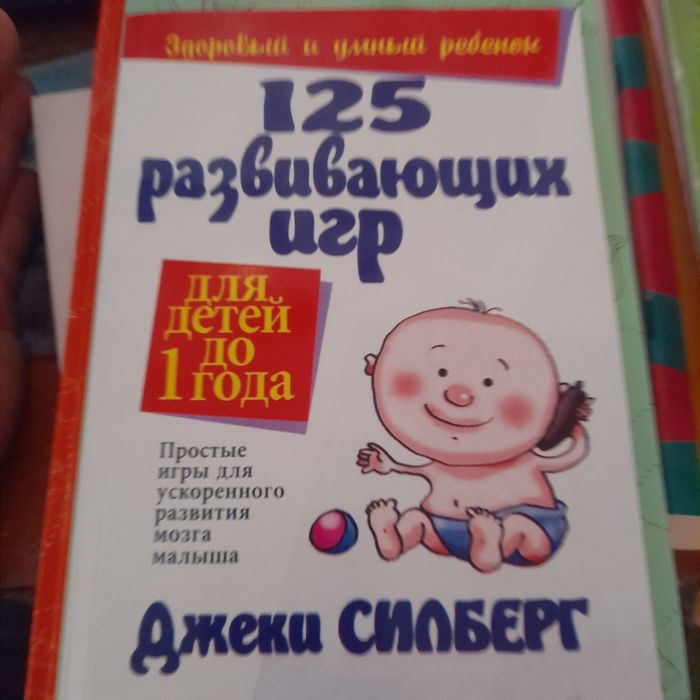 Здоровый и умный ребенок
125
развивающих
игр
для
детей
до
1 года
Простые
игры для
ускоренного
развития
мозга
малыша
Джеки СИЛБЕРГ